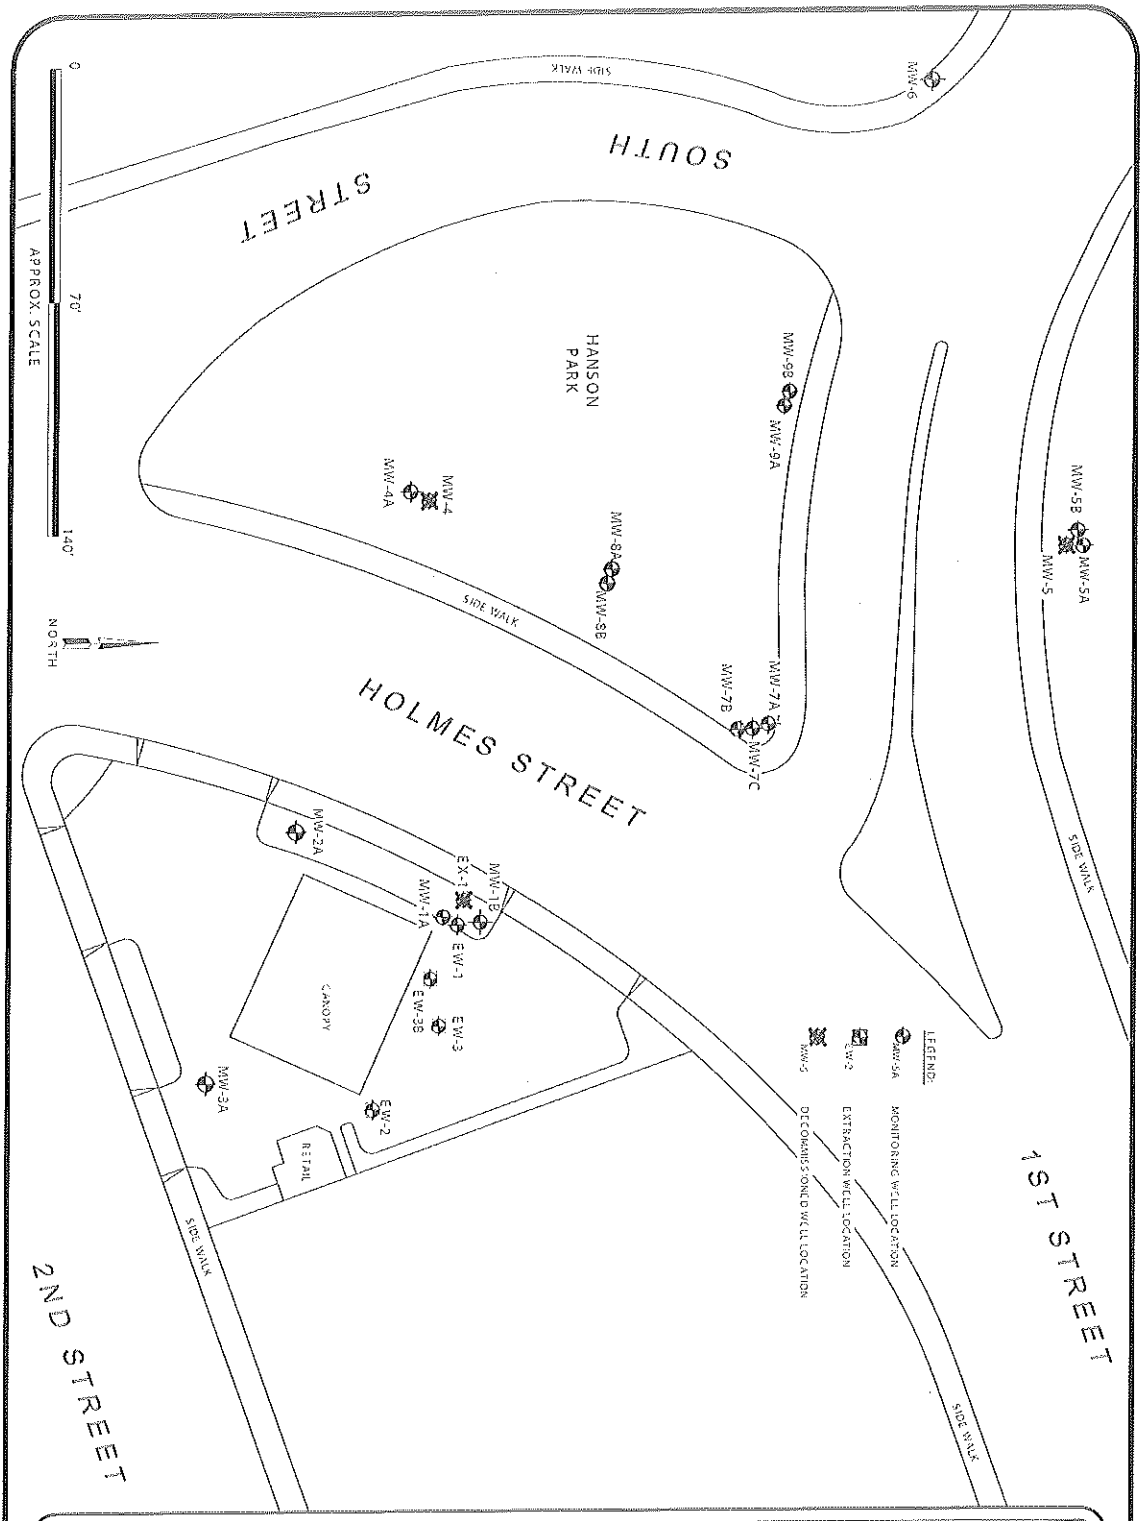 MW-6
SIDE WALK
SOUTH
STREET
0
70'
140'
APPROX. SCALE
NORTH
HANSON
PARK
MW-9B
MW-9A
MW-5B
MW-5A
MW-5
MW-4
MW-4A
MW-8A
MW-8B
SIDE WALK
MW-7A
MW-7B
MW-7C
HOLMES STREET
SIDE WALK
MW-2A
MW-1B
EX-1
MW-1A
EW-1
EW-3B
EW-3
CANOPY
MW-3A
EW-2
RETAIL
SIDE WALK
LEGEND:
MW-5A
MONITORING WELL LOCATION
EW-2
EXTRACTION WELL LOCATION
MW-5
DECOMMISSIONED WELL LOCATION
1ST STREET
SIDE WALK
2ND STREET